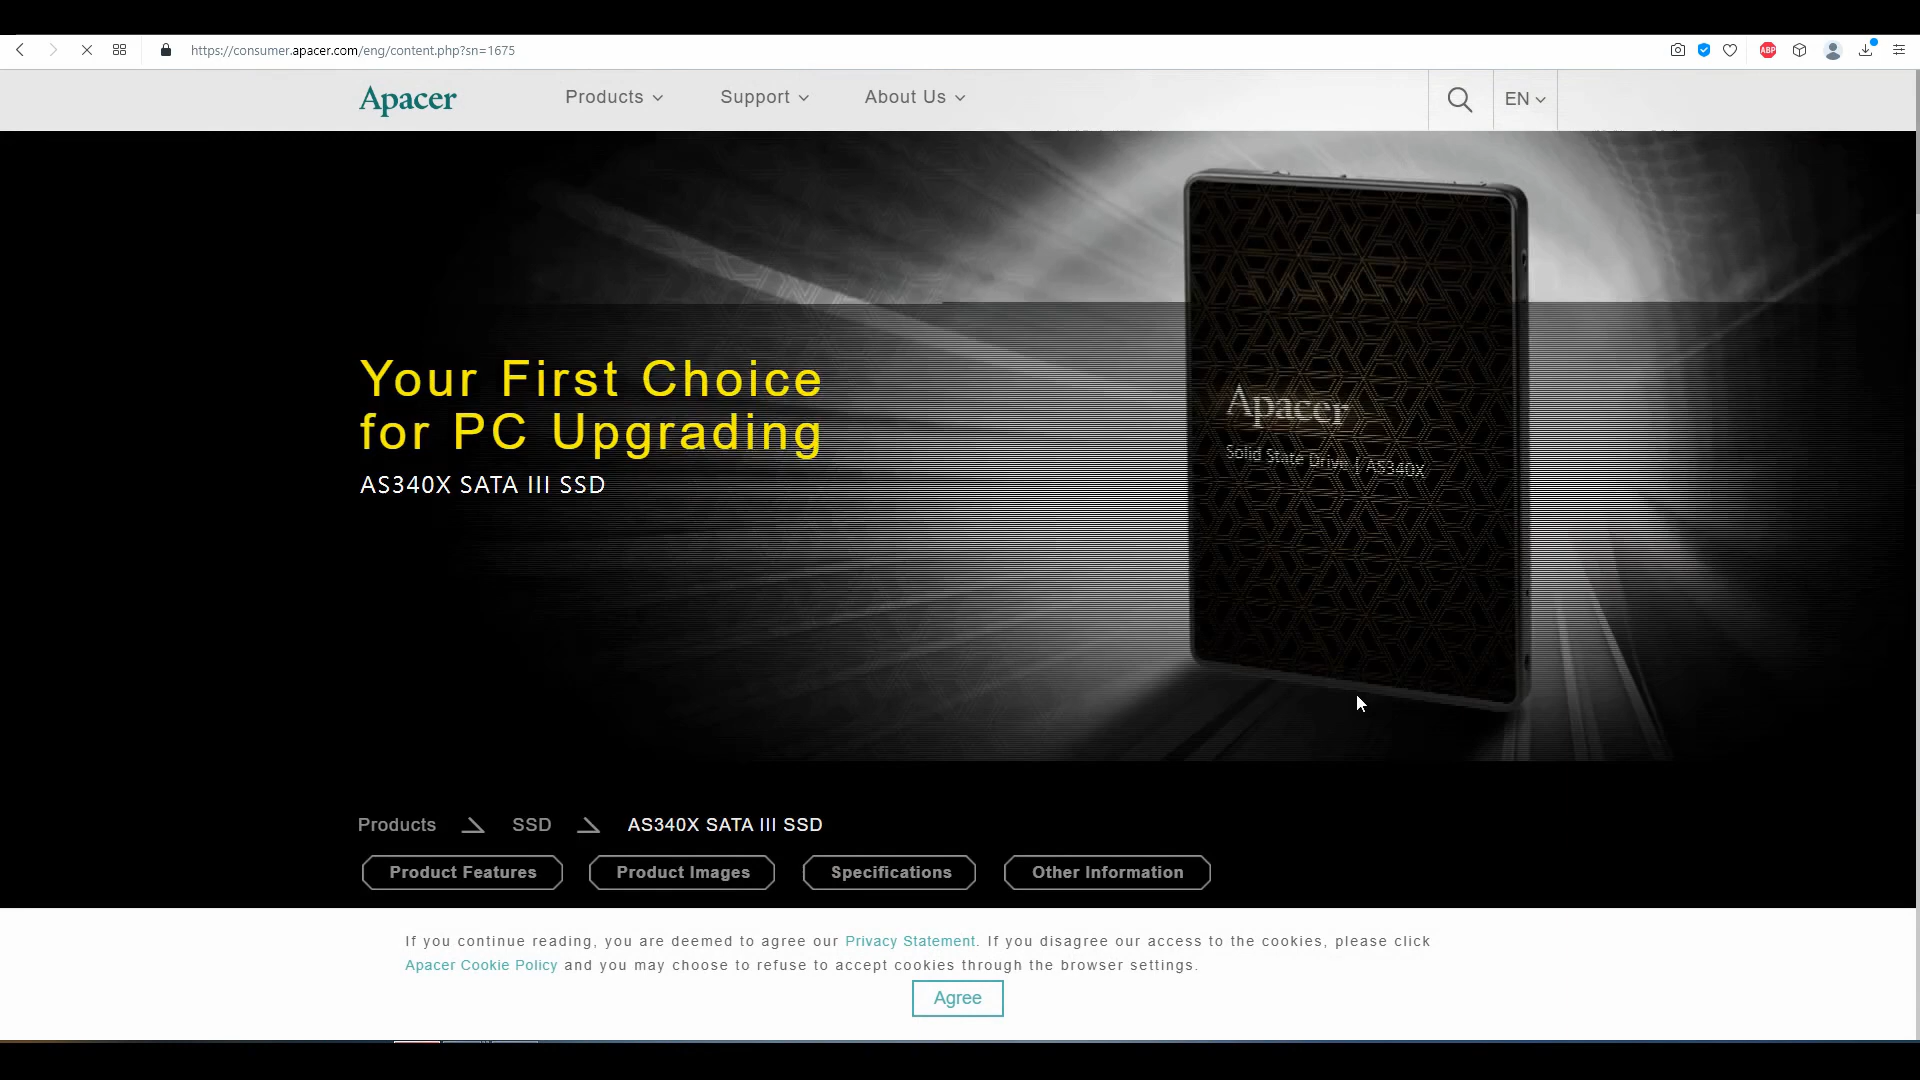 https://consumer.apacer.com/eng/content.php?sn=1675
ABP
Apacer
Products
Support
About Us
EN
Your First Choice
for PC Upgrading
AS340X SATA III SSD
Apacer
Solid State Drive | AS340X
Products
SSD
AS340X SATA III SSD
Product Features
Product Images
Specifications
Other Information
If you continue reading, you are deemed to agree our Privacy Statement. If you disagree our access to the cookies, please click
Apacer Cookie Policy and you may choose to refuse to accept cookies through the browser settings.
Agree